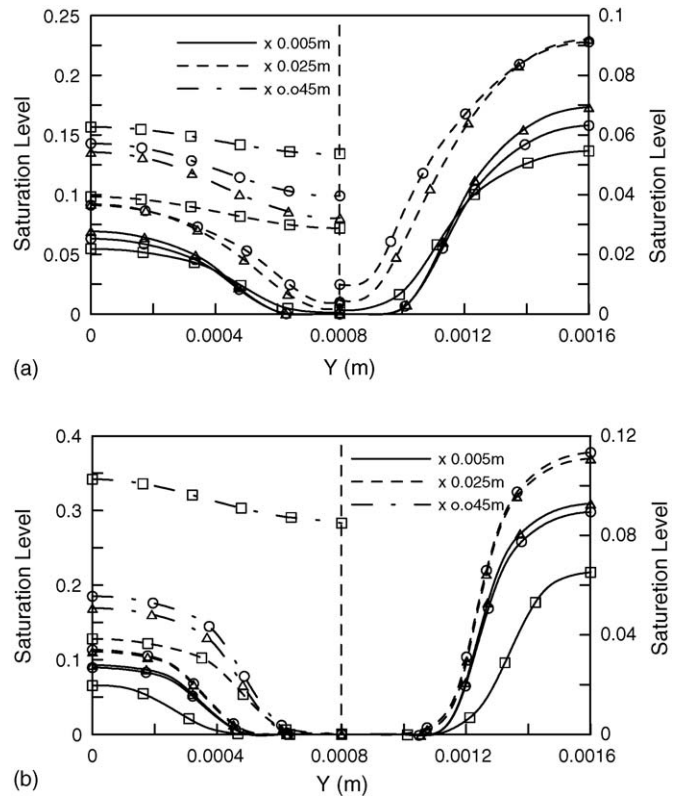 0.25
0.2
0.15
0.1
0.05
0
Saturation Level
x 0.005m
x 0.025m
x o.o45m
0.1
0.08
0.06
0.04
0.02
0
Saturetion Level
0
0.0004
0.0008
0.0012
0.0016
Y (m)
(a)
0.4
0.3
0.2
0.1
0
Saturation Level
x 0.005m
x 0.025m
x o.o45m
0.12
0.08
0.04
0
Saturetion Level
0
0.0004
0.0008
0.0012
0.0016
Y (m)
(b)